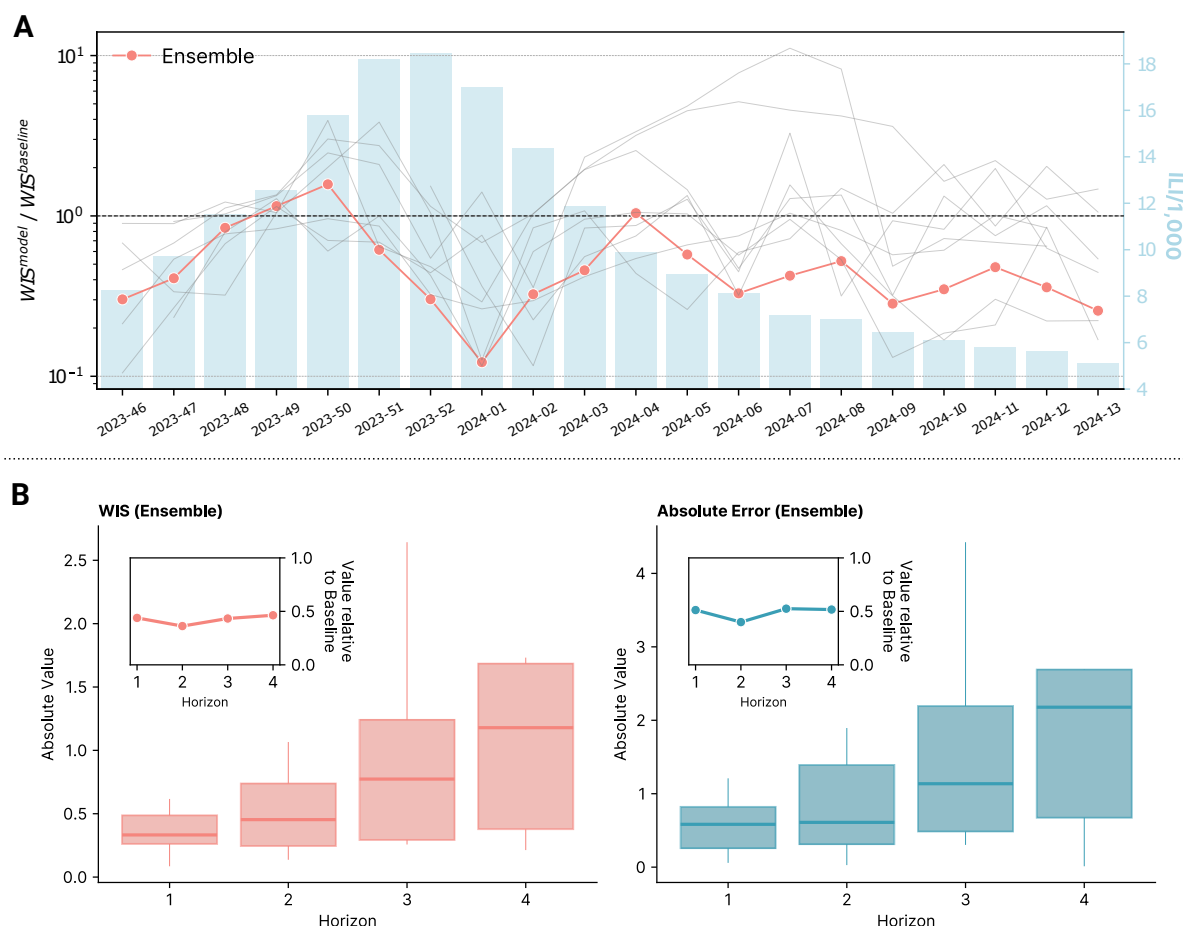 A
Ensemble
WIS^model / WIS^baseline
10¹
10⁰
10⁻¹
18
16
14
12
10
8
6
4
ILI/1,000
2023-46
2023-47
2023-48
2023-49
2023-50
2023-51
2023-52
2024-01
2024-02
2024-03
2024-04
2024-05
2024-06
2024-07
2024-08
2024-09
2024-10
2024-11
2024-12
2024-13
B
WIS (Ensemble)
Absolute Value
2.5
2.0
1.5
1.0
0.5
0.0
1.0
0.5
0.0
Value relative
to Baseline
1 2 3 4
Horizon
1 2 3 4
Horizon
Absolute Error (Ensemble)
Absolute Value
4
3
2
1
0
1.0
0.5
0.0
Value relative
to Baseline
1 2 3 4
Horizon
1 2 3 4
Horizon